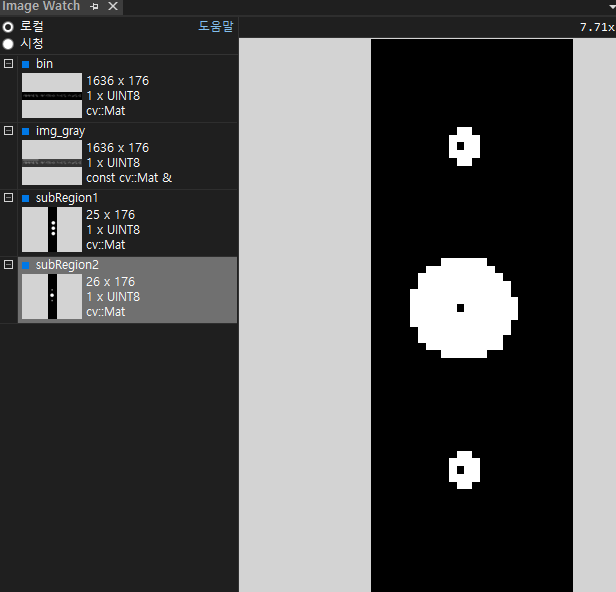 Image Watch
로컬
도움말
7.71x
시청
bin
1636 x 176
1 x UINT8
cv::Mat
img_gray
1636 x 176
1 x UINT8
const cv::Mat &
subRegion1
25 x 176
1 x UINT8
cv::Mat
subRegion2
26 x 176
1 x UINT8
cv::Mat